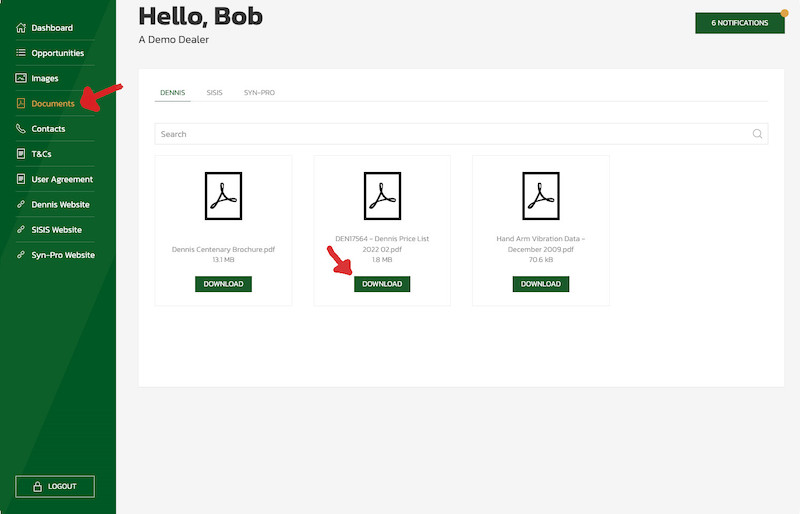 Dashboard
Opportunities
Images
Documents
Contacts
T&Cs
User Agreement
Dennis Website
SISIS Website
Syn-Pro Website
LOGOUT
Hello, Bob
A Demo Dealer
6 NOTIFICATIONS
DENNIS SISIS SYN-PRO
Search
Dennis Centenary Brochure.pdf
13.1 MB
DOWNLOAD
DEN17564 - Dennis Price List
2022 02.pdf
1.8 MB
DOWNLOAD
Hand Arm Vibration Data -
December 2009.pdf
70.6 kB
DOWNLOAD